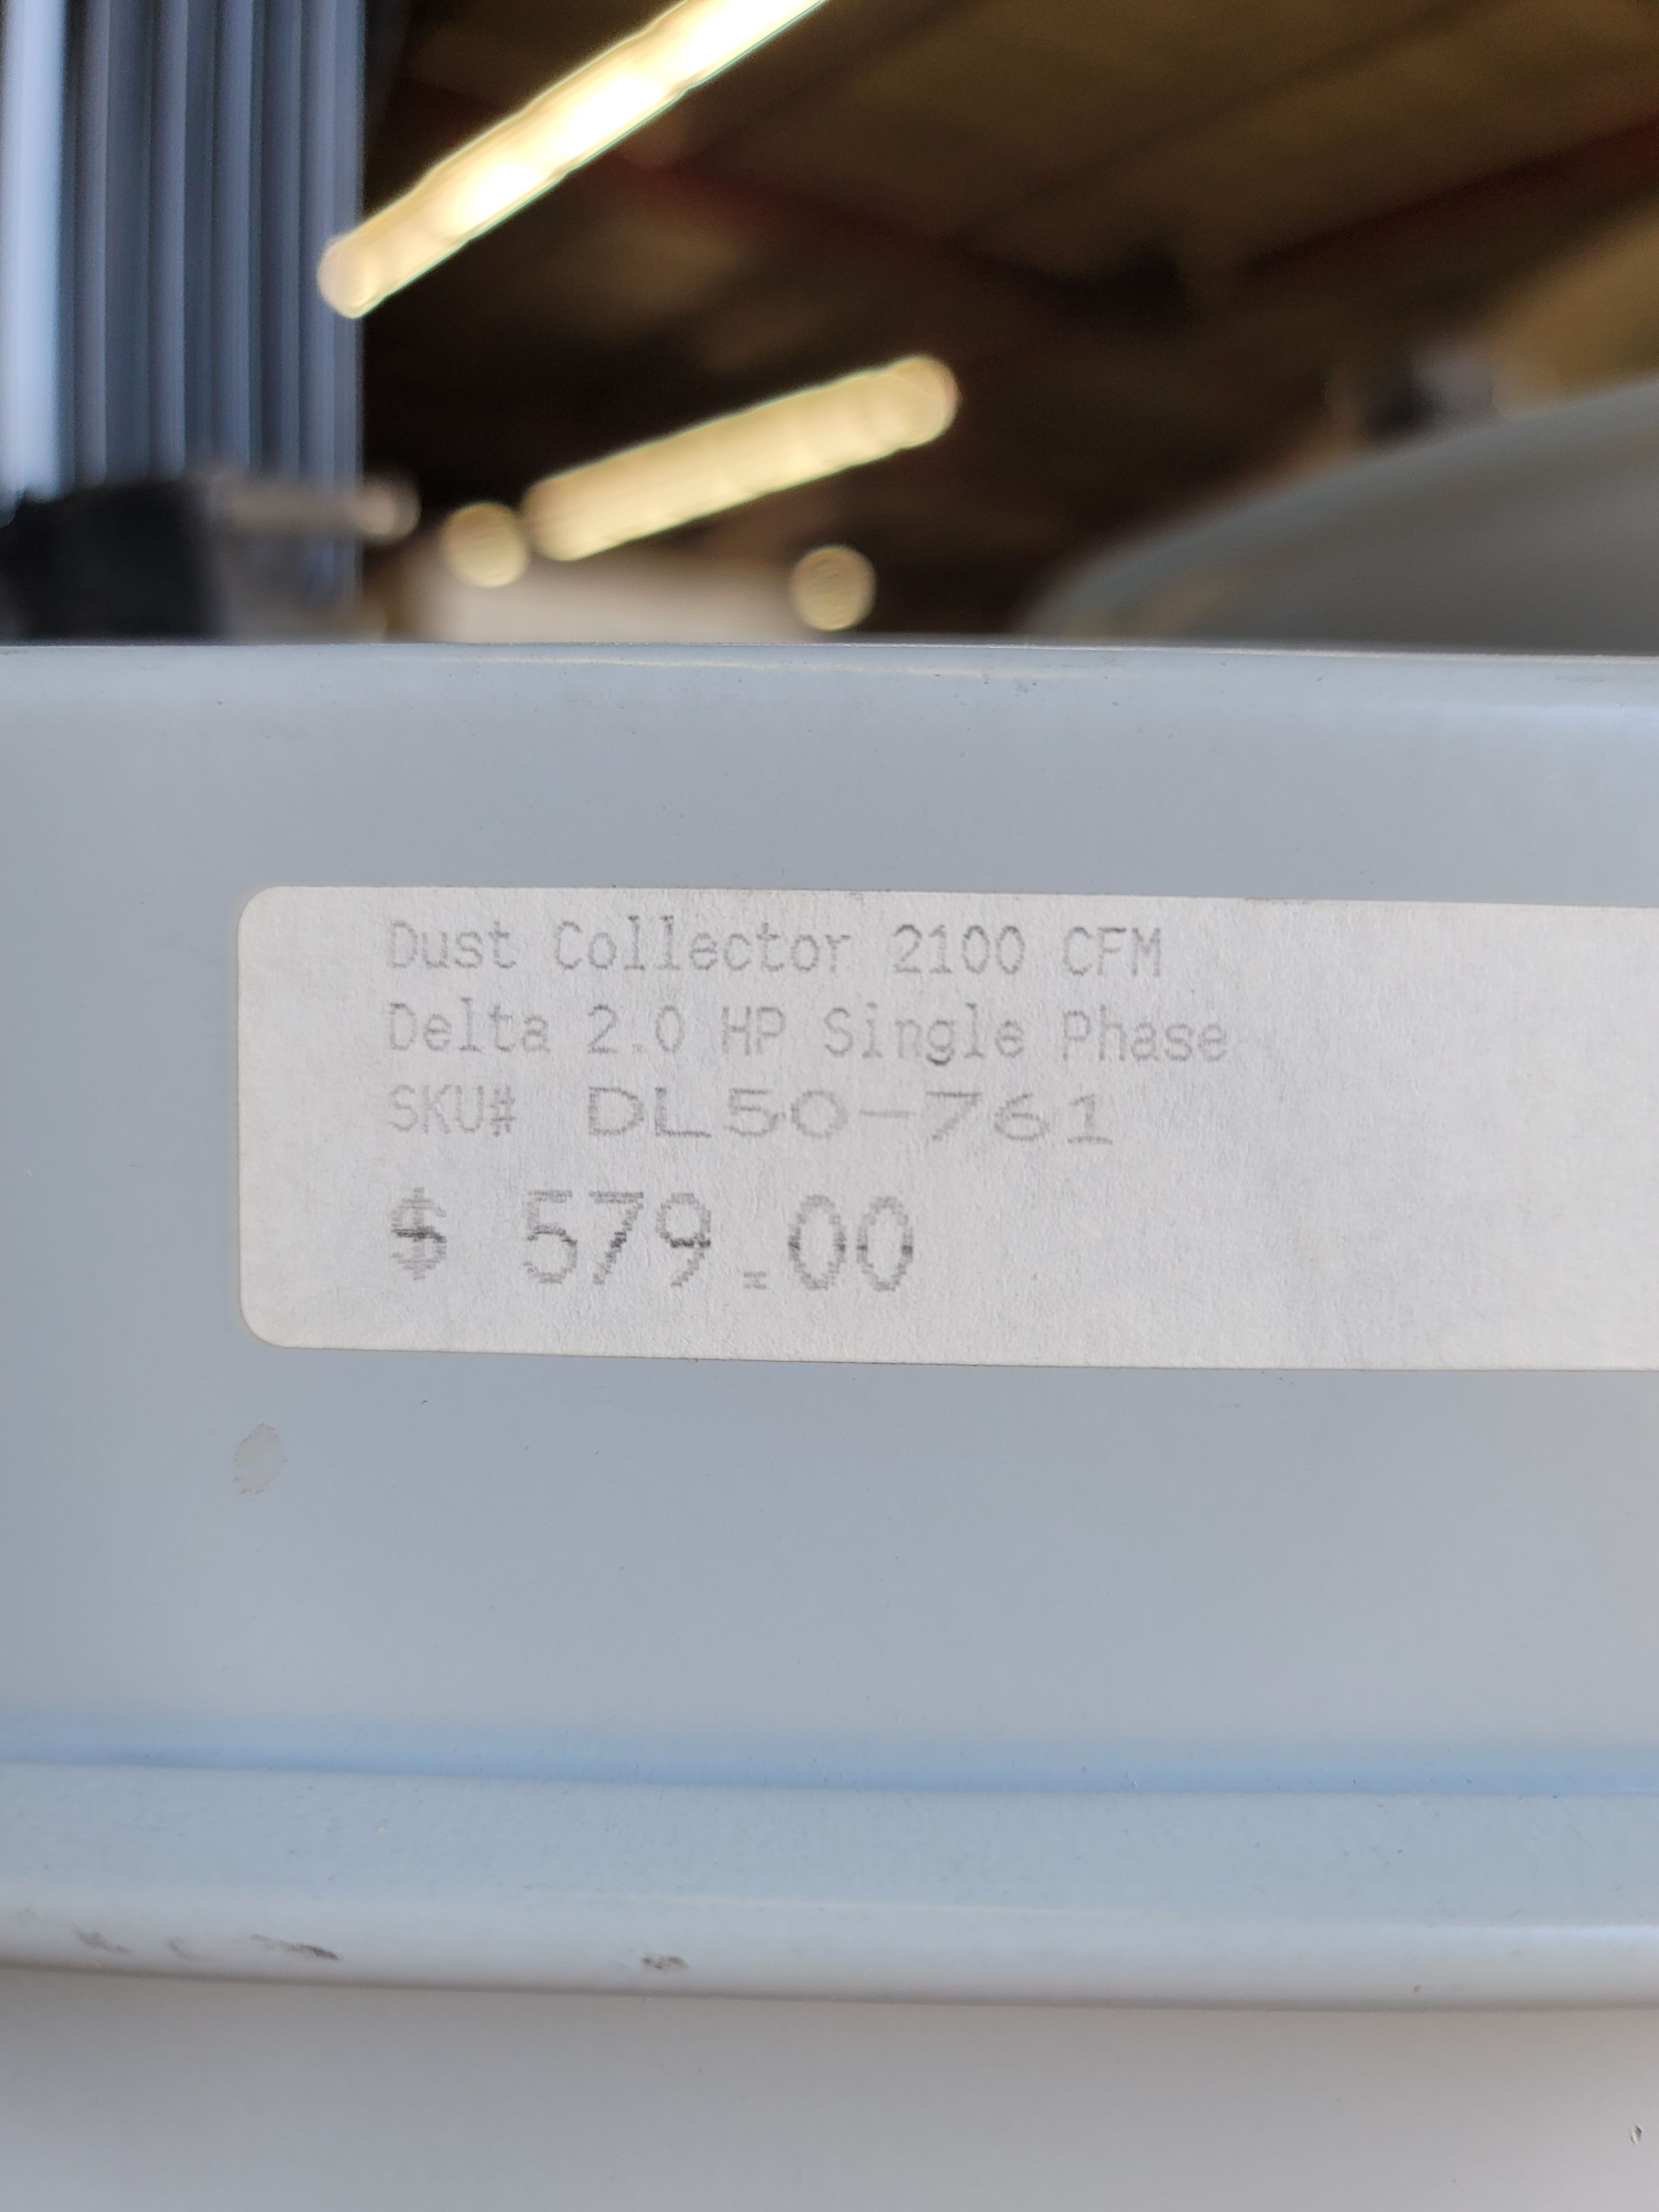 Dust Collector 2100 CFM
Delta 2.0 HP Single Phase
SKU# DL50-761
$ 579.00